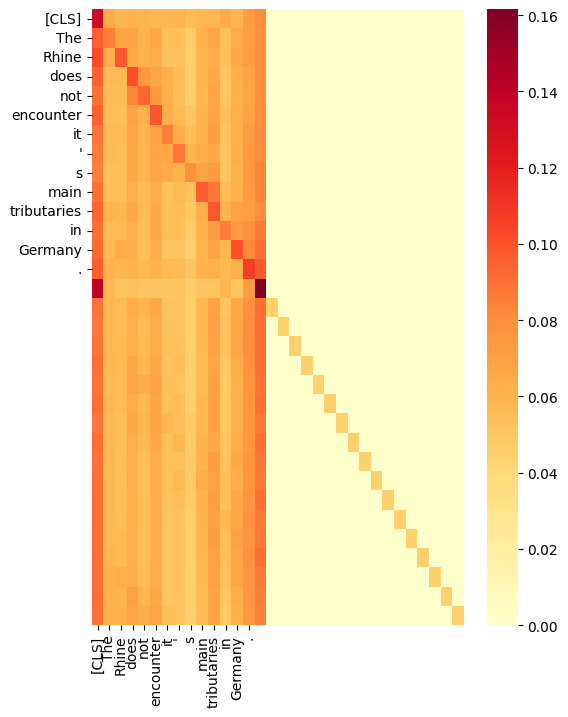 [CLS]
The
Rhine
does
not
encounter
it
'
s
main
tributaries
in
Germany
.
0.16
0.14
0.12
0.10
0.08
0.06
0.04
0.02
0.00
[CLS]
The
Rhine
does
not
encounter
it
'
s
main
tributaries
in
Germany
.